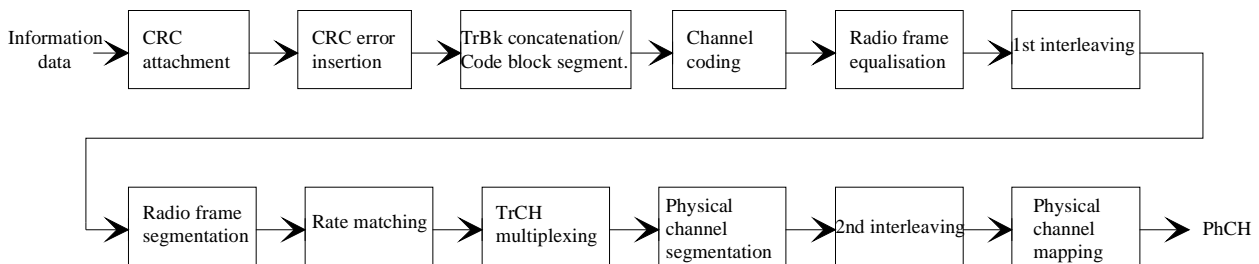 Information
data
CRC
attachment
CRC error
insertion
TrBk concatenation/
Code block segment.
Channel
coding
Radio frame
equalisation
1st interleaving
Radio frame
segmentation
Rate matching
TrCH
multiplexing
Physical
channel
segmentation
2nd interleaving
Physical
channel
mapping
PhCH